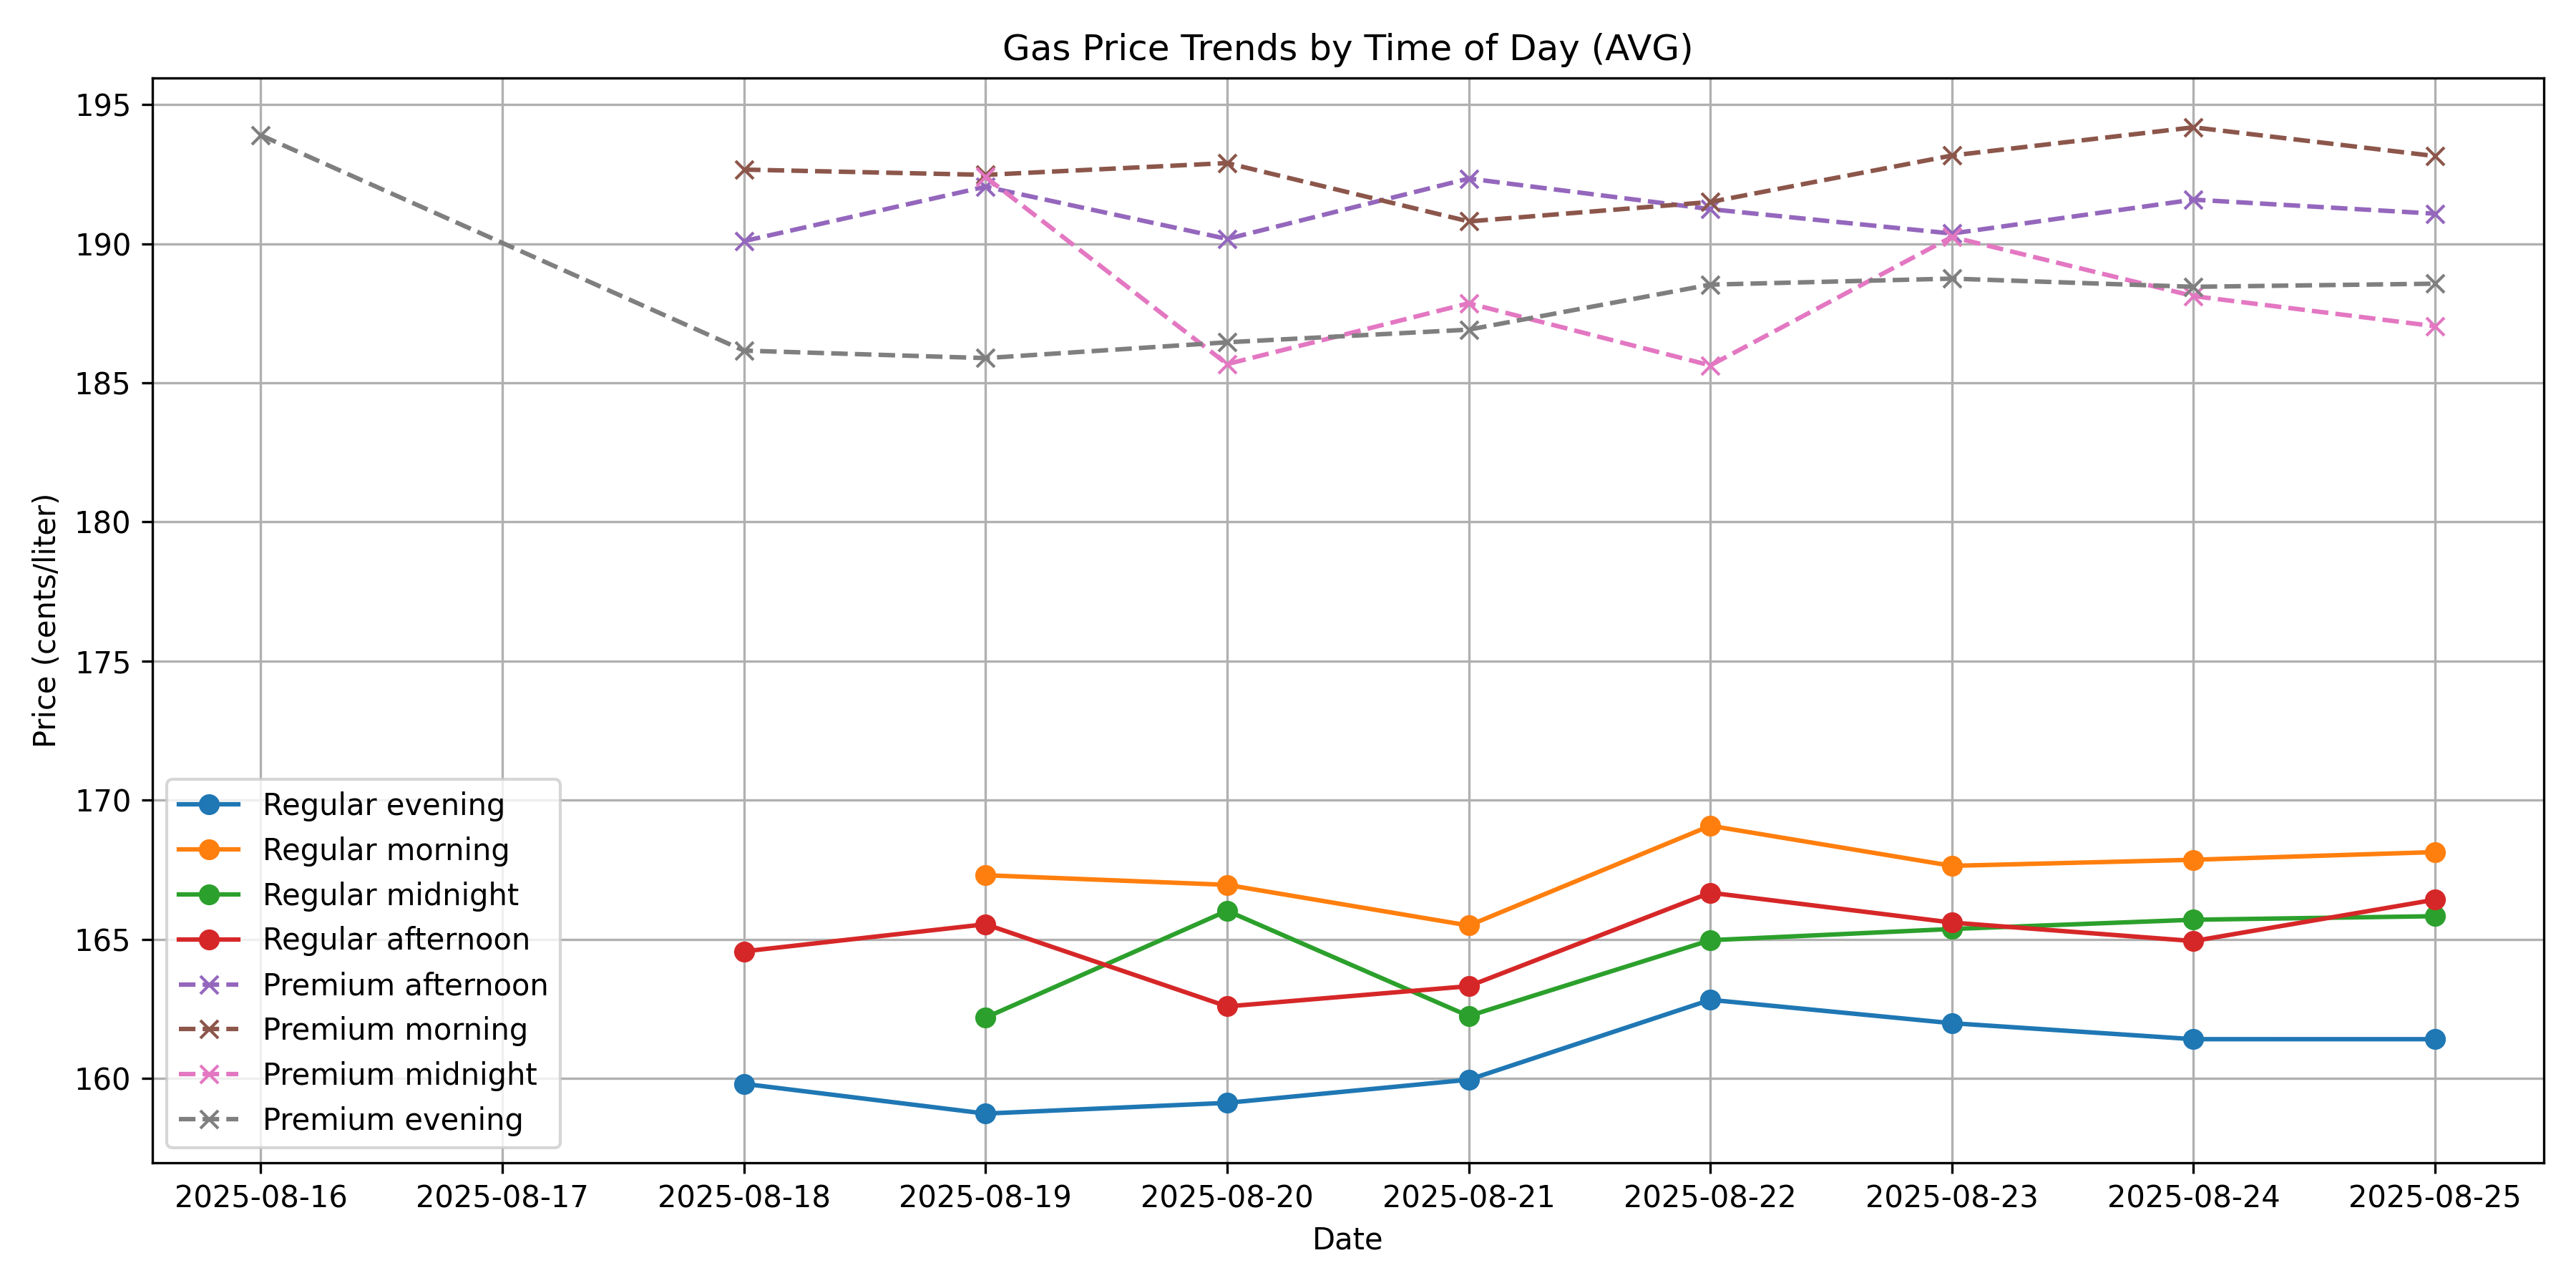 Gas Price Trends by Time of Day (AVG)
Price (cents/liter)
195
190
185
180
175
170
165
160
Regular evening
Regular morning
Regular midnight
Regular afternoon
Premium afternoon
Premium morning
Premium midnight
Premium evening
2025-08-16 2025-08-17 2025-08-18 2025-08-19 2025-08-20 2025-08-21 2025-08-22 2025-08-23 2025-08-24 2025-08-25
Date